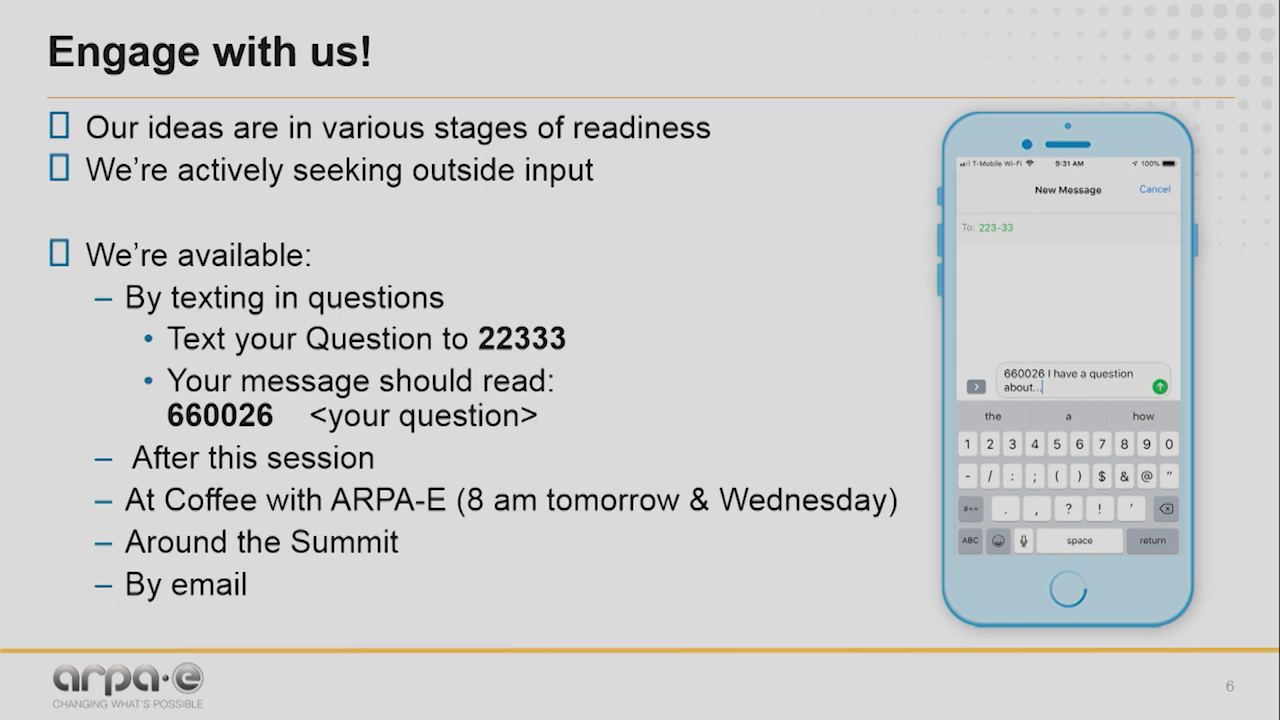 Engage with us!
Our ideas are in various stages of readiness
We're actively seeking outside input
We're available:
– By texting in questions
• Text your Question to 22333
• Your message should read:
660026 <your question>
– After this session
– At Coffee with ARPA-E (8 am tomorrow & Wednesday)
– Around the Summit
– By email
T-Mobile Wi-Fi 9:31 AM 100%
New Message Cancel
To: 223-33
660026 I have a question
about...
the a how
1 2 3 4 5 6 7 8 9 0
- / : ; ( ) $ & @ "
#+= . , ? ! ' 
ABC space return
arpa·e
CHANGING WHAT'S POSSIBLE
6